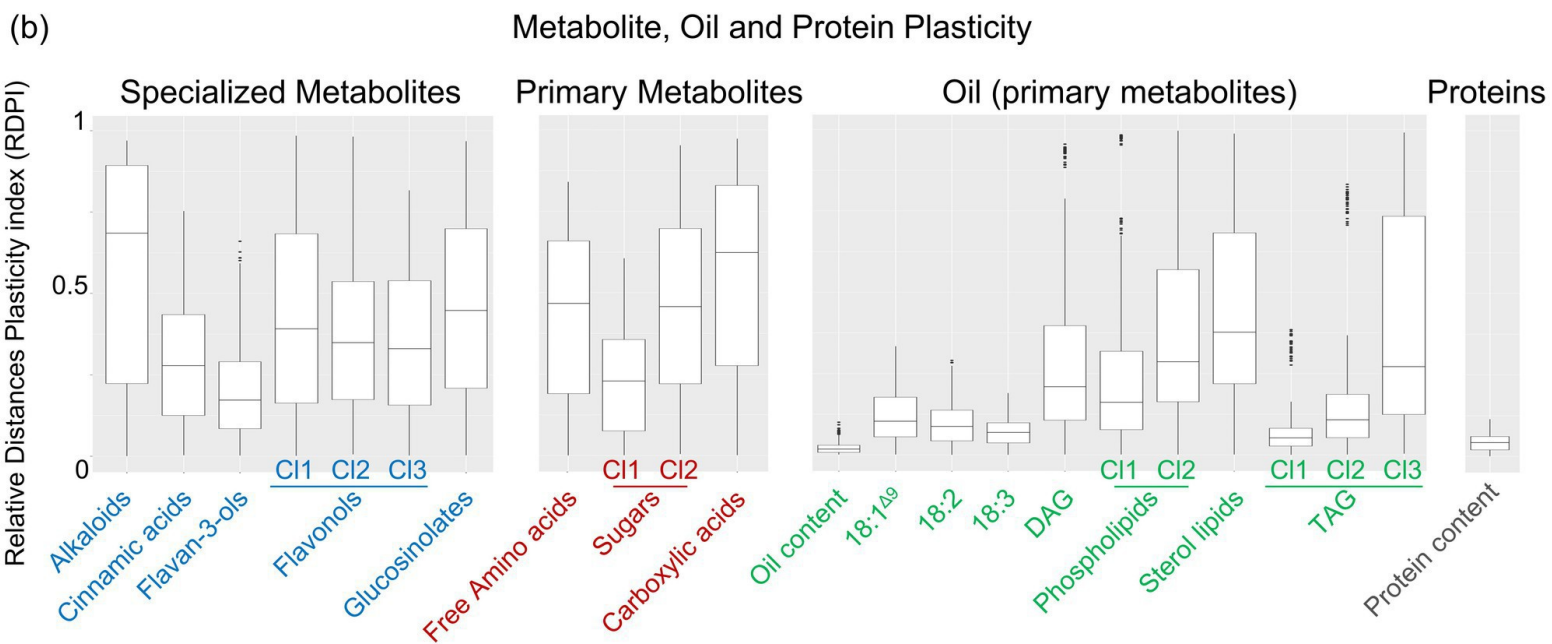 (b)
Metabolite, Oil and Protein Plasticity
Specialized Metabolites
Primary Metabolites
Oil (primary metabolites)
Proteins
Relative Distances Plasticity index (RDPI)
1
0.5
0
Cl1 Cl2 Cl3
Cl1 Cl2
Cl1 Cl2
Cl1 Cl2 Cl3
Alkaloids
Cinnamic acids
Flavan-3-ols
Flavonols
Glucosinolates
Free Amino acids
Sugars
Carboxylic acids
Oil content
18:1Δ9
18:2
18:3
DAG
Phospholipids
Sterol lipids
TAG
Protein content